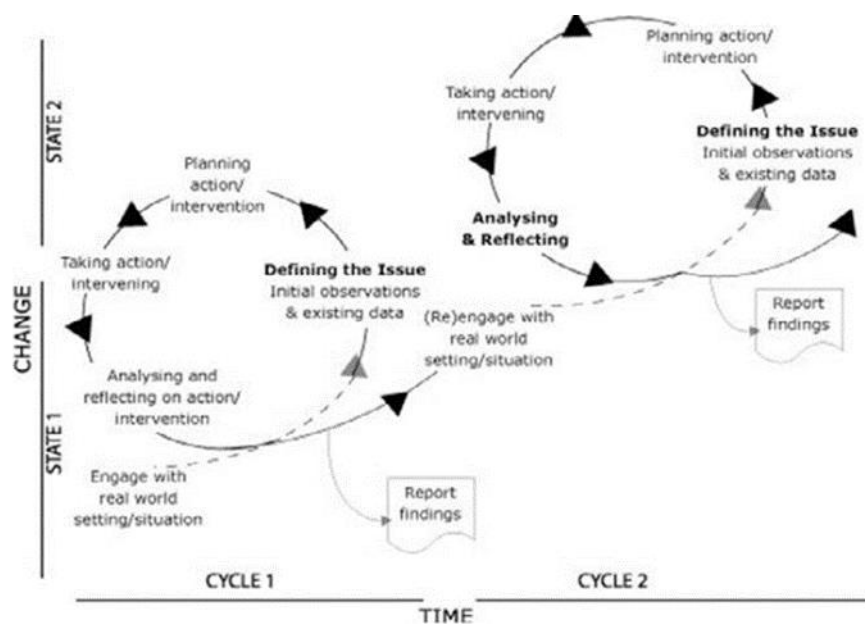 STATE 2
Planning action/
intervention
Taking action/
intervening
Defining the Issue
Initial observations
& existing data
Analysing
& Reflecting
Planning
action/
intervention
Taking action/
intervening
Defining the Issue
Initial observations
& existing data
CHANGE
(Re)engage with
real world
setting/situation
Report
findings
Analysing and
reflecting on action/
intervention
STATE 1
Engage with
real world
setting/situation
Report
findings
CYCLE 1
CYCLE 2
TIME